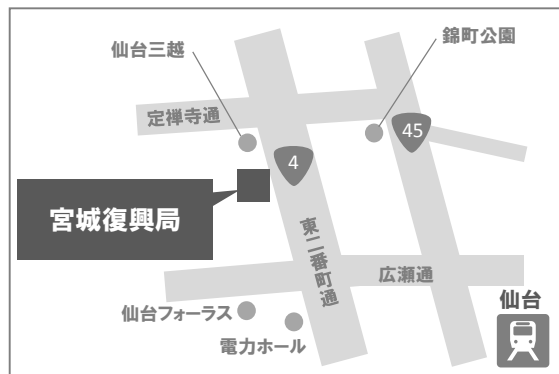 仙台三越
錦町公園
定禅寺通
45
4
宮城復興局
東二番町通
広瀬通
仙台
仙台フォーラス
電力ホール